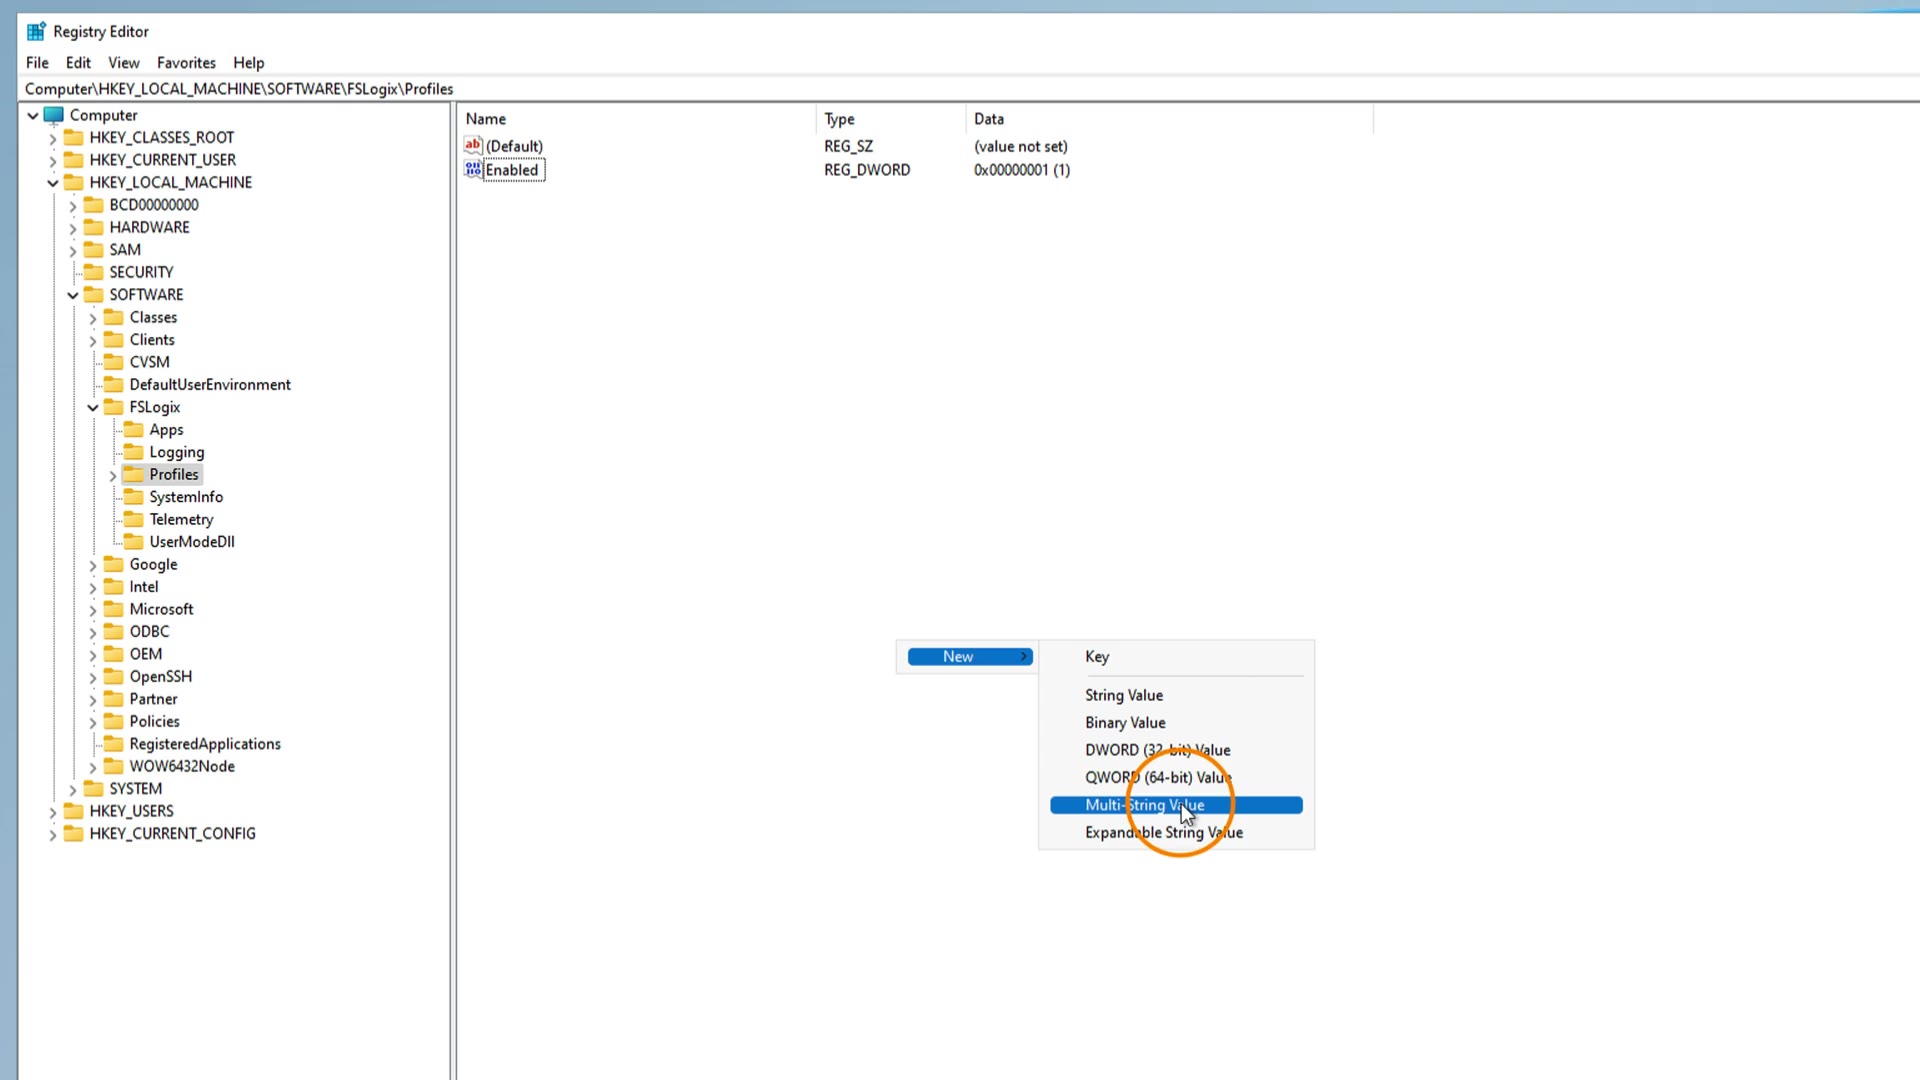 Registry Editor
File Edit View Favorites Help
Computer\HKEY_LOCAL_MACHINE\SOFTWARE\FSLogix\Profiles
Computer
HKEY_CLASSES_ROOT
HKEY_CURRENT_USER
HKEY_LOCAL_MACHINE
BCD00000000
HARDWARE
SAM
SECURITY
SOFTWARE
Classes
Clients
CVSM
DefaultUserEnvironment
FSLogix
Apps
Logging
Profiles
SystemInfo
Telemetry
UserModeDll
Google
Intel
Microsoft
ODBC
OEM
OpenSSH
Partner
Policies
RegisteredApplications
WOW6432Node
SYSTEM
HKEY_USERS
HKEY_CURRENT_CONFIG
Name Type Data
(Default) REG_SZ (value not set)
Enabled REG_DWORD 0x00000001 (1)
New
Key
String Value
Binary Value
DWORD (32-bit) Value
QWORD (64-bit) Value
Multi-String Value
Expandable String Value